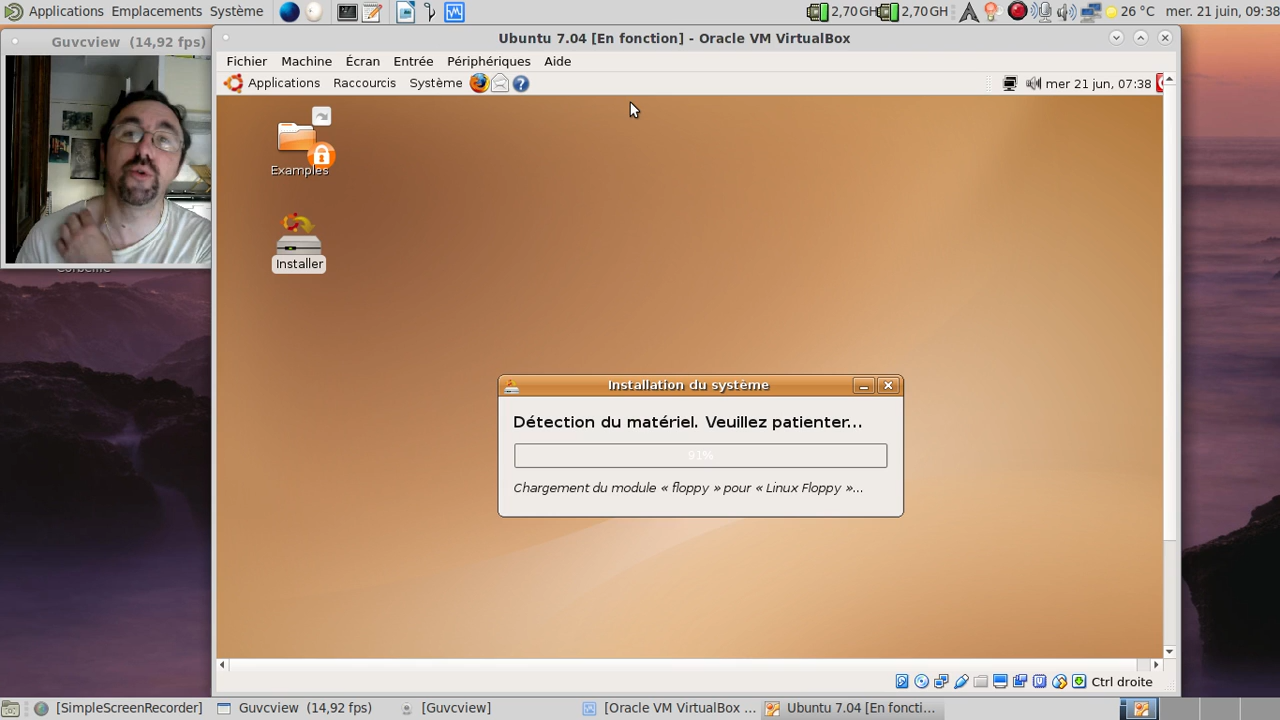 Applications Emplacements Système 2,70 GH 2,70 GH 26 °C mer. 21 juin, 09:38
Guvcview (14,92 fps)
Ubuntu 7.04 [En fonction] - Oracle VM VirtualBox
Fichier Machine Écran Entrée Périphériques Aide
Applications Raccourcis Système mer 21 jun, 07:38
Examples
Installer
Corbeille
Installation du système
Détection du matériel. Veuillez patienter...
91%
Chargement du module « floppy » pour « Linux Floppy »...
Ctrl droite
[SimpleScreenRecorder] Guvcview (14,92 fps) [Guvcview] [Oracle VM VirtualBox ... Ubuntu 7.04 [En foncti...